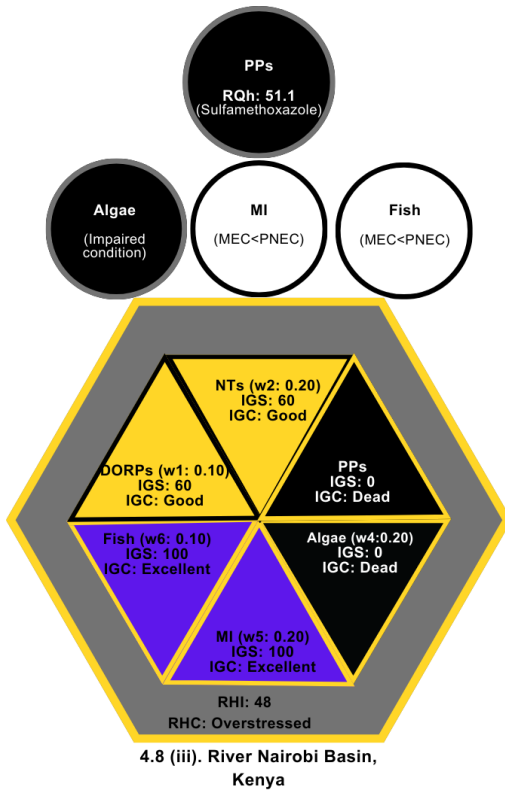 PPs
RQh: 51.1
(Sulfamethoxazole)
Algae
(Impaired
condition)
MI
(MEC<PNEC)
Fish
(MEC<PNEC)
NTs (w2: 0.20)
IGS: 60
IGC: Good
DORPs (w1: 0.10)
IGS: 60
IGC: Good
PPs
IGS: 0
IGC: Dead
Fish (w6: 0.10)
IGS: 100
IGC: Excellent
Algae (w4:0.20)
IGS: 0
IGC: Dead
MI (w5: 0.20)
IGS: 100
IGC: Excellent
RHI: 48
RHC: Overstressed
4.8 (iii). River Nairobi Basin,
Kenya